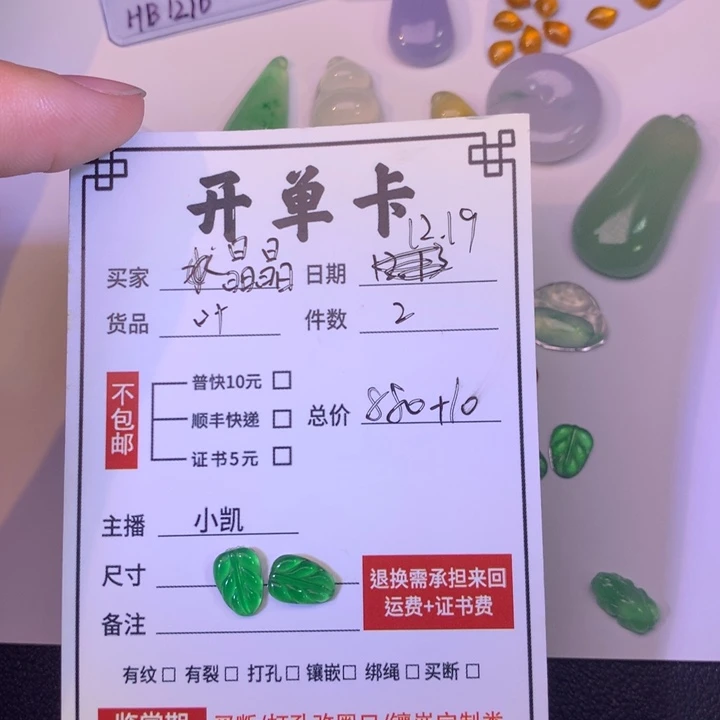 HB1210
开单卡
买家 晶晶 日期 12.19
货品 叶 件数 2
不包邮
普快10元
顺丰快递
证书5元
总价 880+10
主播 小凯
尺寸
备注
退换需承担来回
运费+证书费
有纹 有裂 打孔 镶嵌 绑绳 买断